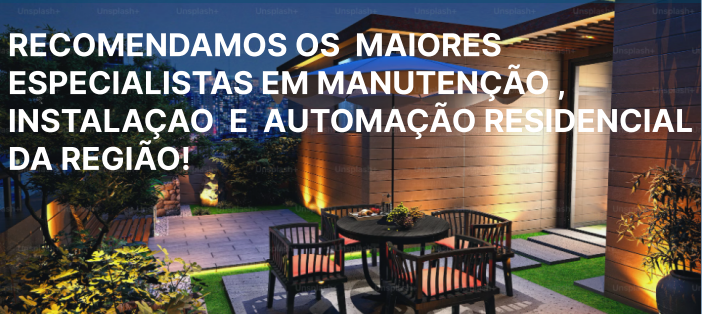 RECOMENDAMOS OS MAIORES
ESPECIALISTAS EM MANUTENÇÃO ,
INSTALAÇAO E AUTOMAÇÃO RESIDENCIAL
DA REGIÃO!